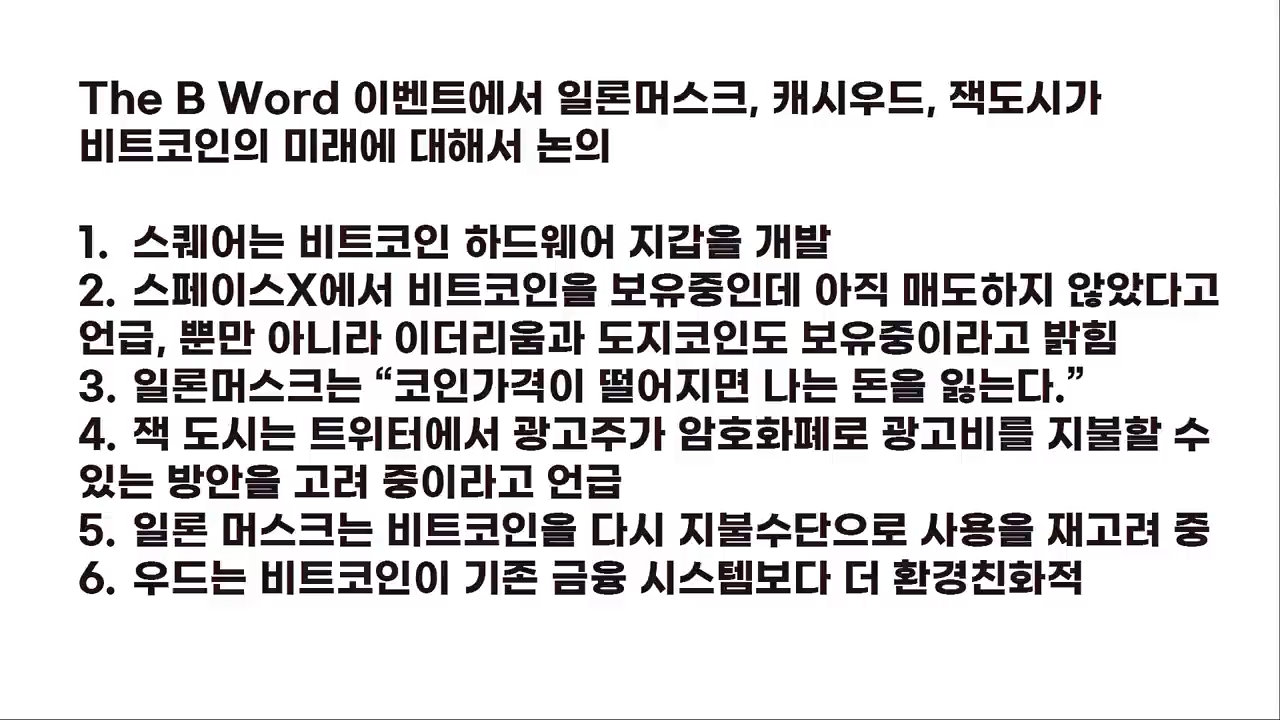 The B Word 이벤트에서 일론머스크, 캐시우드, 잭도시가
비트코인의 미래에 대해서 논의
1. 스퀘어는 비트코인 하드웨어 지갑을 개발
2. 스페이스X에서 비트코인을 보유중인데 아직 매도하지 않았다고
언급, 뿐만 아니라 이더리움과 도지코인도 보유중이라고 밝힘
3. 일론머스크는 “코인가격이 떨어지면 나는 돈을 잃는다.”
4. 잭 도시는 트위터에서 광고주가 암호화폐로 광고비를 지불할 수
있는 방안을 고려 중이라고 언급
5. 일론 머스크는 비트코인을 다시 지불수단으로 사용을 재고려 중
6. 우드는 비트코인이 기존 금융 시스템보다 더 환경친화적